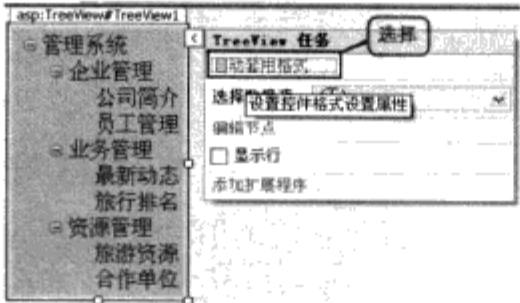 asp:TreeView#TreeView1
管理系统
企业管理
公司简介
员工管理
业务管理
最新动态
旅行排名
资源管理
旅游资源
合作单位
TreeView 任务
选择
自动套用格式...
选择
设置控件格式设置属性
编辑节点...
显示行
添加扩展程序...